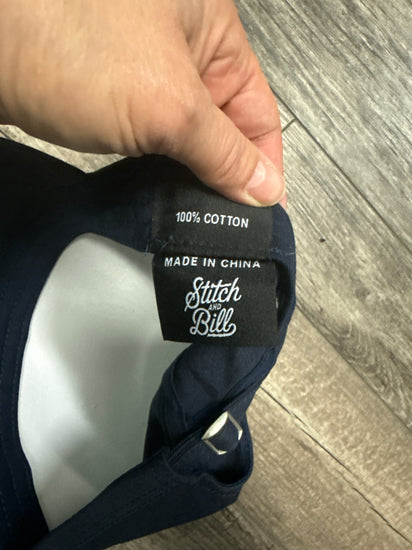 100% COTTON
MADE IN CHINA
Stitch
AND
Bill